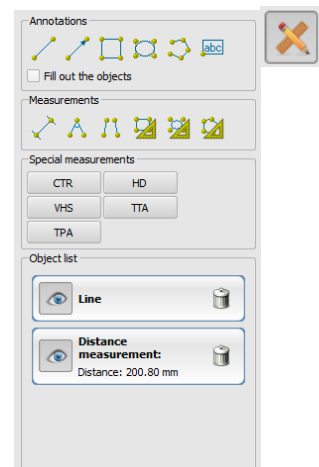 Annotations
abc
Fill out the objects
Measurements
Special measurements
CTR HD
VHS TTA
TPA
Object list
Line
Distance
measurement:
Distance: 200.80 mm